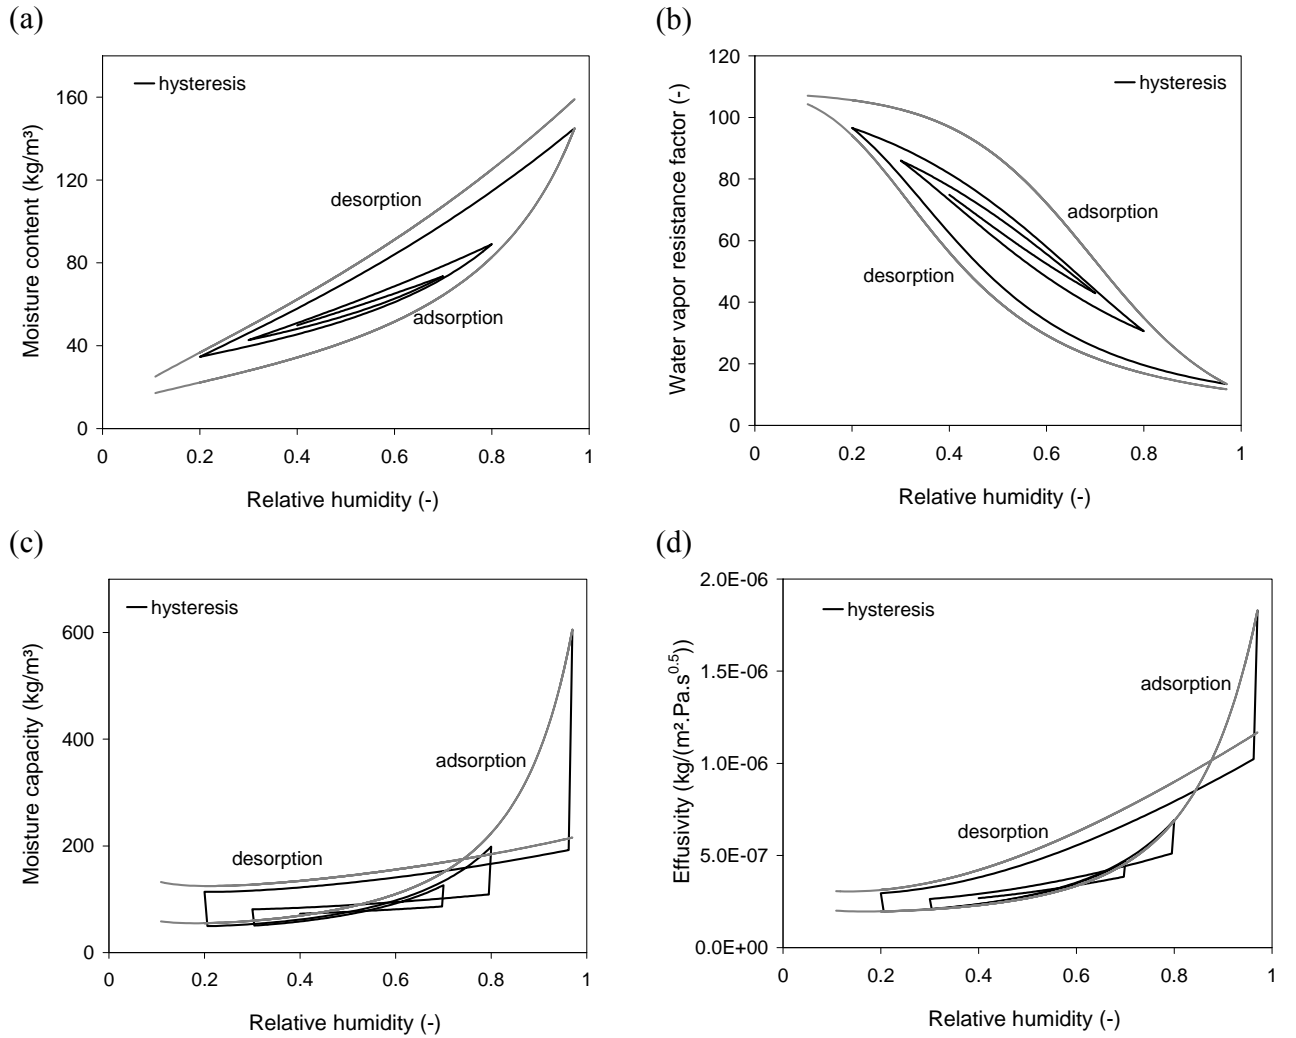 (a)
Moisture content (kg/m³)
160
120
80
40
0
hysteresis
desorption
adsorption
0 0.2 0.4 0.6 0.8 1
Relative humidity (-)
(b)
Water vapor resistance factor (-)
120
100
80
60
40
20
0
hysteresis
adsorption
desorption
0 0.2 0.4 0.6 0.8 1
Relative humidity (-)
(c)
Moisture capacity (kg/m³)
600
400
200
0
hysteresis
adsorption
desorption
0 0.2 0.4 0.6 0.8 1
Relative humidity (-)
(d)
Effusivity (kg/(m².Pa.s^0.5))
2.0E-06
1.5E-06
1.0E-06
5.0E-07
0.0E+00
hysteresis
adsorption
desorption
0 0.2 0.4 0.6 0.8 1
Relative humidity (-)